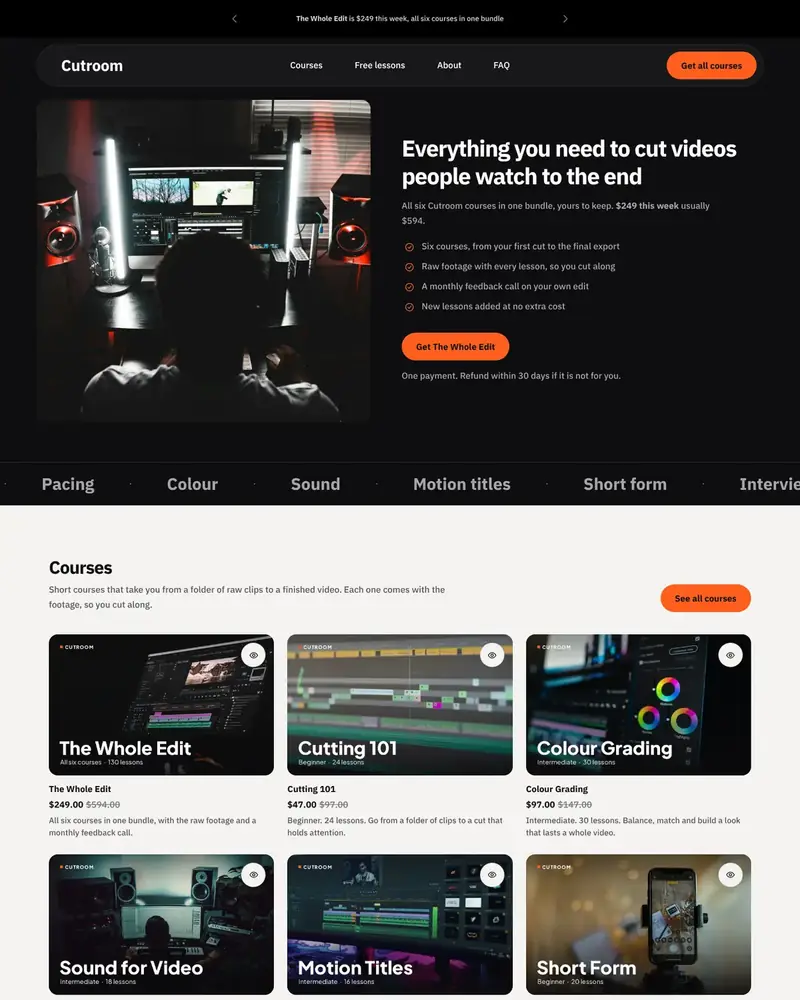 The Whole Edit is $249 this week, all six courses in one bundle
Cutroom
Courses
Free lessons
About
FAQ
Get all courses
Everything you need to cut videos
people watch to the end
All six Cutroom courses in one bundle, yours to keep. $249 this week usually
$594.
Six courses, from your first cut to the final export
Raw footage with every lesson, so you cut along
A monthly feedback call on your own edit
New lessons added at no extra cost
Get The Whole Edit
One payment. Refund within 30 days if it is not for you.
· Pacing · Colour · Sound · Motion titles · Short form · Intervie
Courses
Short courses that take you from a folder of raw clips to a finished video. Each one comes with the
footage, so you cut along.
See all courses
CUTROOM
The Whole Edit
All six courses · 130 lessons
CUTROOM
Cutting 101
Beginner · 24 lessons
CUTROOM
Colour Grading
Intermediate · 30 lessons
The Whole Edit
$249.00 $594.00
All six courses in one bundle, with the raw footage and a
monthly feedback call.
Cutting 101
$47.00 $97.00
Beginner. 24 lessons. Go from a folder of clips to a cut that
holds attention.
Colour Grading
$97.00 $147.00
Intermediate. 30 lessons. Balance, match and build a look
that lasts a whole video.
CUTROOM
Sound for Video
Intermediate · 18 lessons
CUTROOM
Motion Titles
Intermediate · 16 lessons
CUTROOM
Short Form
Beginner · 20 lessons